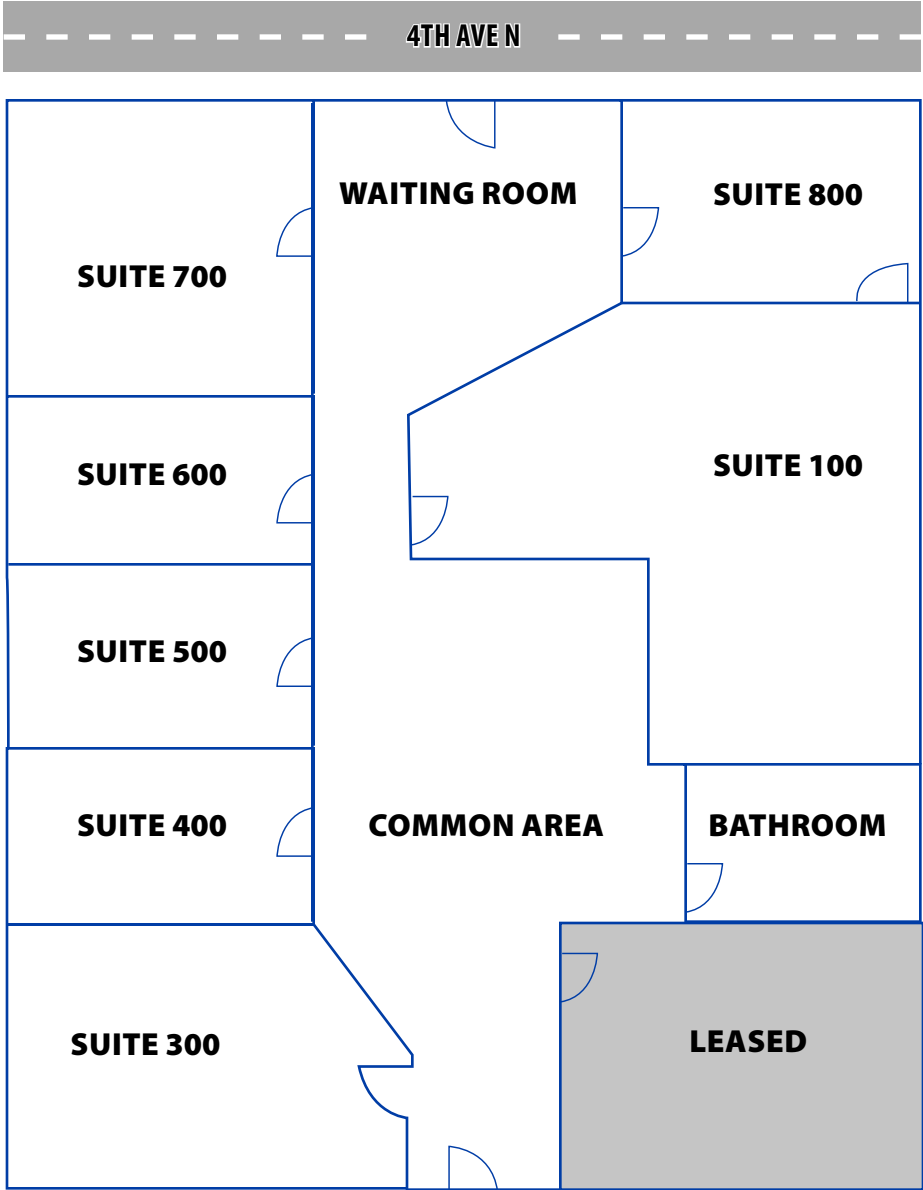 4TH AVE N
WAITING ROOM
SUITE 800
SUITE 700
SUITE 600
SUITE 100
SUITE 500
SUITE 400
COMMON AREA
BATHROOM
SUITE 300
LEASED